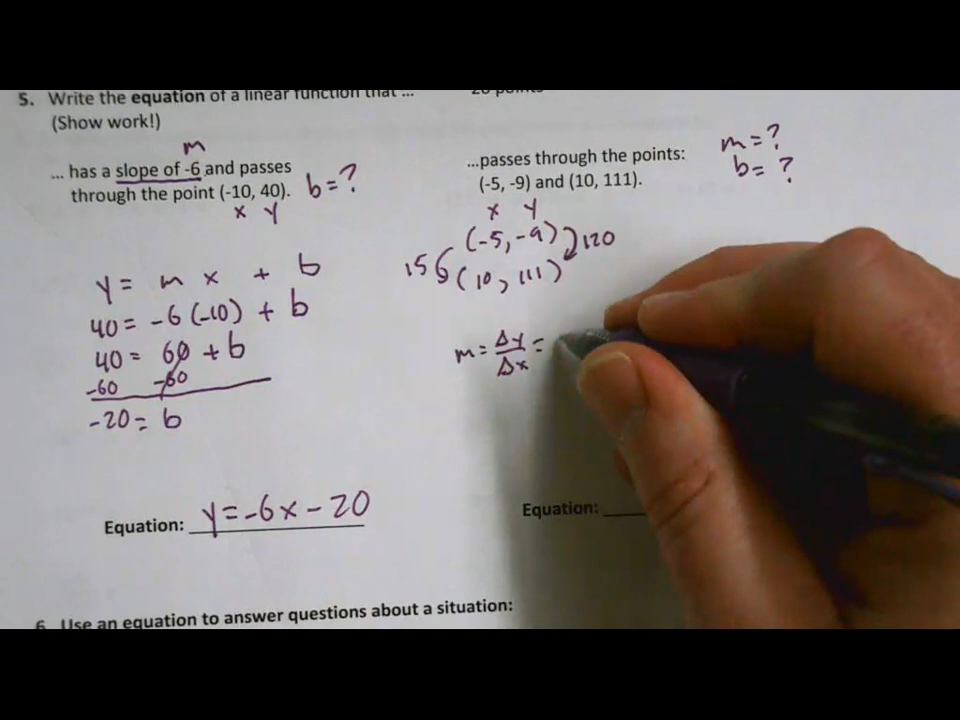 5. Write the equation of a linear function that ...
20 points
(Show work!)
m
... has a slope of -6 and passes
through the point (-10, 40).
b = ?
x y
y = m x + b
40 = -6(-10) + b
40 = 60 + b
-60 -60
-20 = b
Equation: y = -6x - 20
...passes through the points:
(-5, -9) and (10, 111).
m = ?
b = ?
x y
(-5, -9) 120
15 (10, 111)
m = Δy/Δx =
Equation:
6. Use an equation to answer questions about a situation: